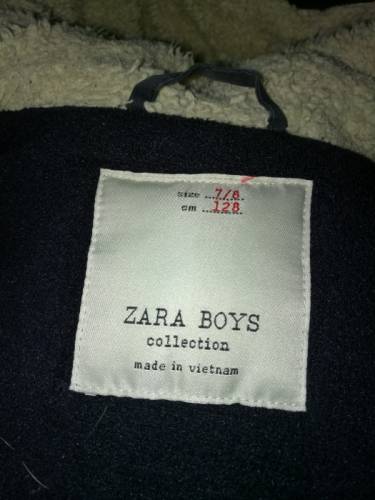 size ....7/8.
cm ....128.
ZARA BOYS
collection
made in vietnam